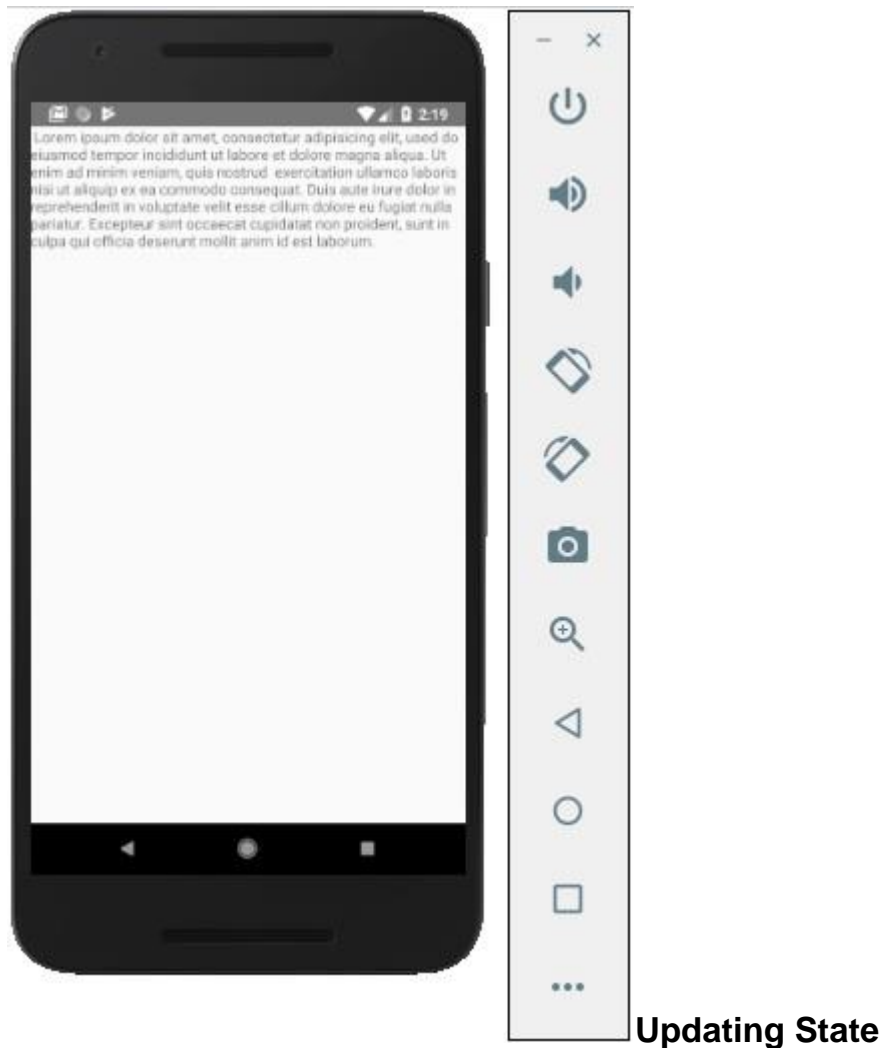 2:19
Lorem ipsum dolor sit amet, consectetur adipisicing elit, used do
eiusmod tempor incididunt ut labore et dolore magna aliqua. Ut
enim ad minim veniam, quis nostrud  exercitation ullamco laboris
nisi ut aliquip ex ea commodo consequat. Duis aute irure dolor in
reprehenderit in voluptate velit esse cillum dolore eu fugiat nulla
pariatur. Excepteur sint occaecat cupidatat non proident, sunt in
culpa qui officia deserunt mollit anim id est laborum.
Updating State